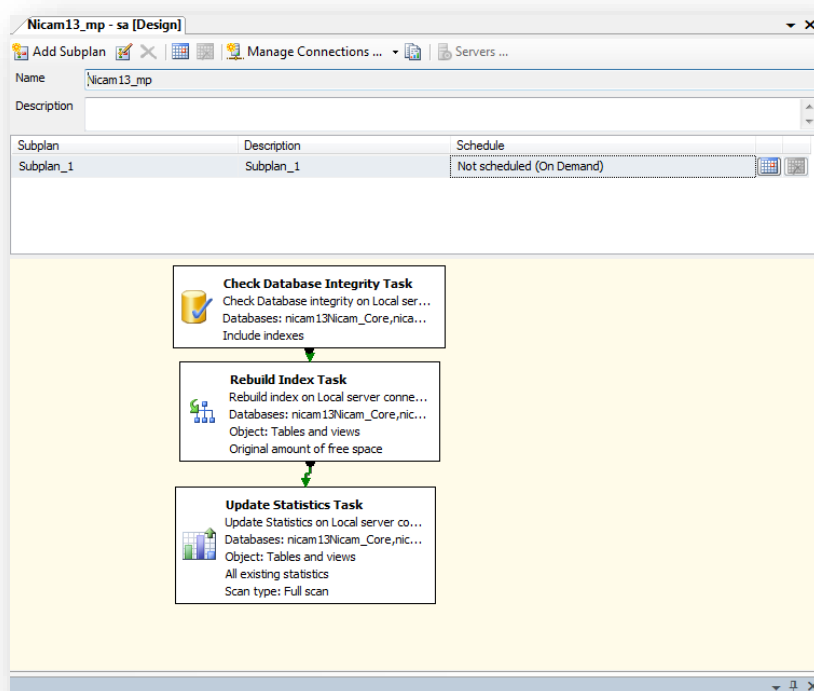 Nicam13_mp - sa [Design]
Add Subplan Manage Connections ... Servers ...
Name Nicam13_mp
Description
Subplan Description Schedule
Subplan_1 Subplan_1 Not scheduled (On Demand)
Check Database Integrity Task
Check Database integrity on Local ser...
Databases: nicam13Nicam_Core,nica...
Include indexes
Rebuild Index Task
Rebuild index on Local server conne...
Databases: nicam13Nicam_Core,nic...
Object: Tables and views
Original amount of free space
Update Statistics Task
Update Statistics on Local server co...
Databases: nicam13Nicam_Core,nic...
Object: Tables and views
All existing statistics
Scan type: Full scan